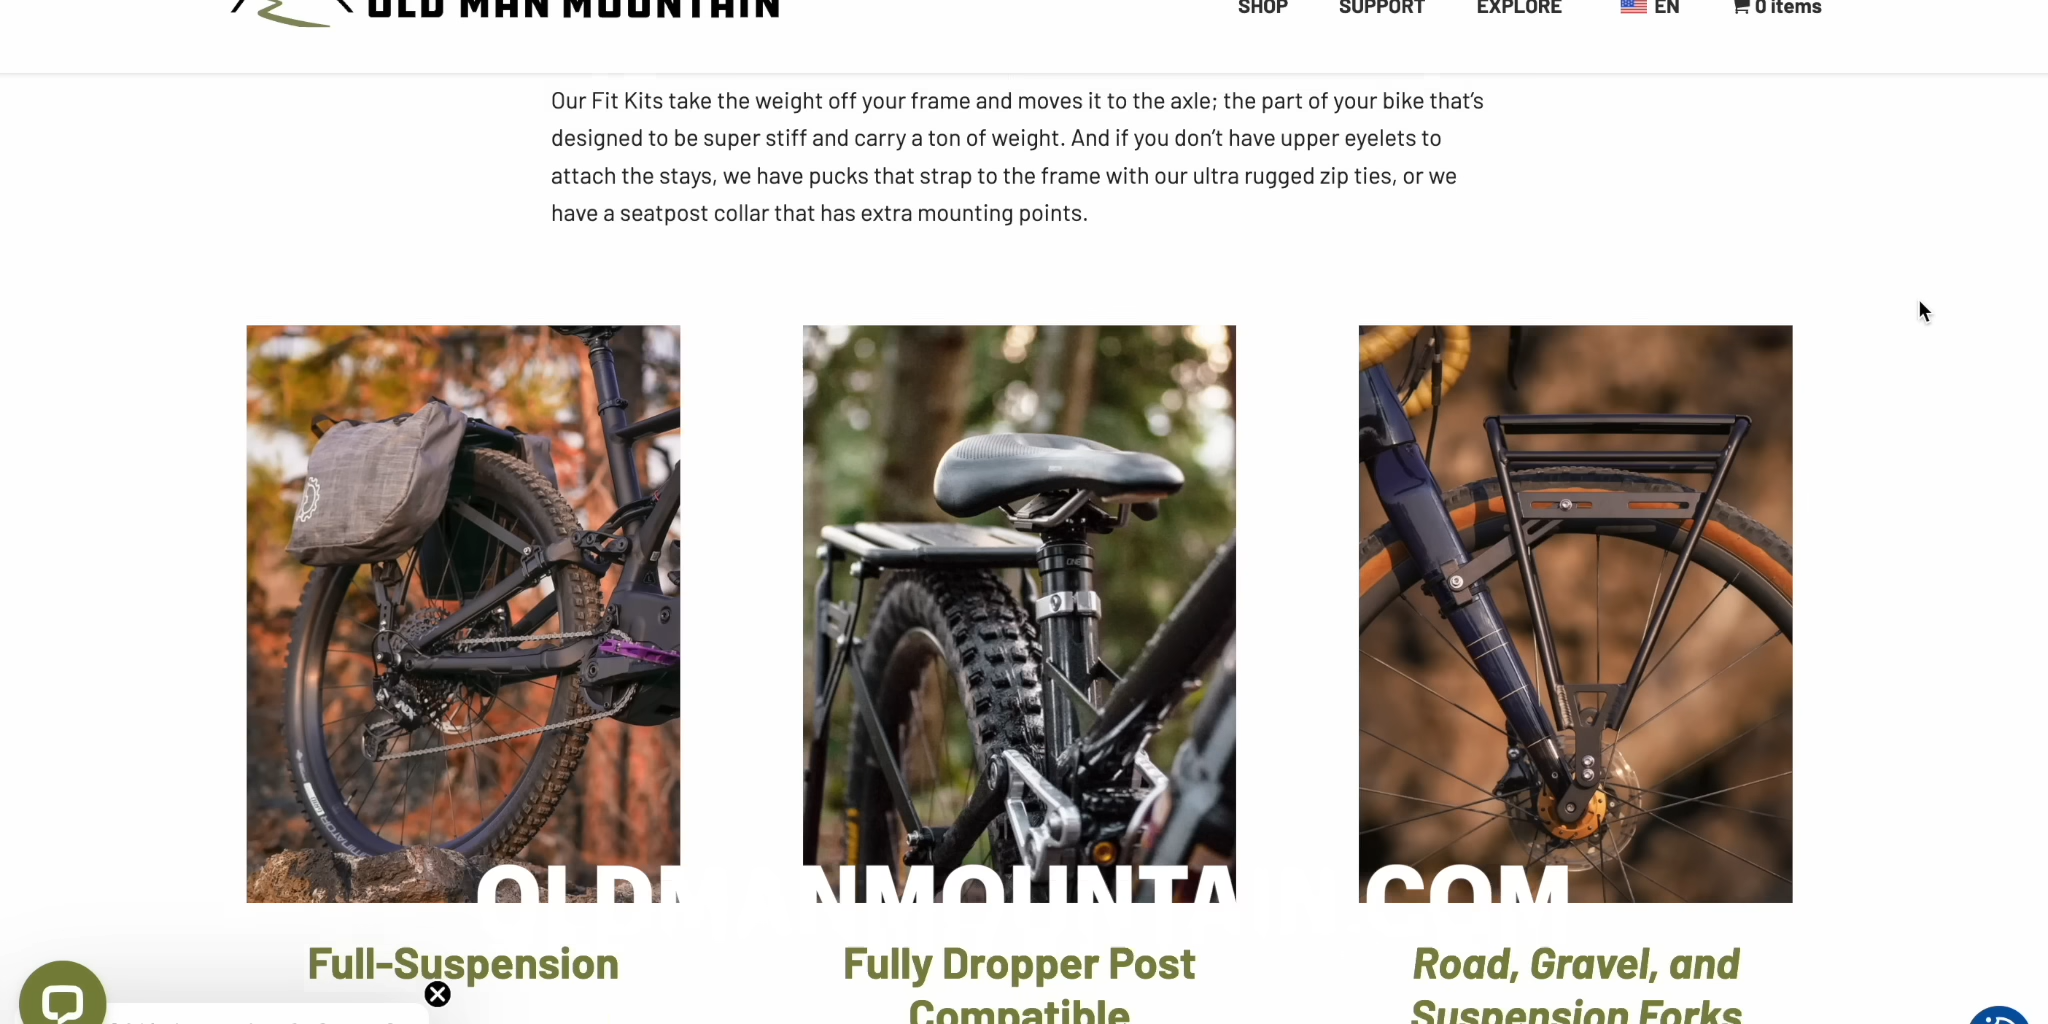 OLD MAN MOUNTAIN
SHOP SUPPORT EXPLORE EN 0 items
Our Fit Kits take the weight off your frame and moves it to the axle; the part of your bike that’s
designed to be super stiff and carry a ton of weight. And if you don’t have upper eyelets to
attach the stays, we have pucks that strap to the frame with our ultra rugged zip ties, or we
have a seatpost collar that has extra mounting points.
OLDMANMOUNTAIN.COM
Full-Suspension
Fully Dropper Post
Compatible
Road, Gravel, and
Suspension Forks